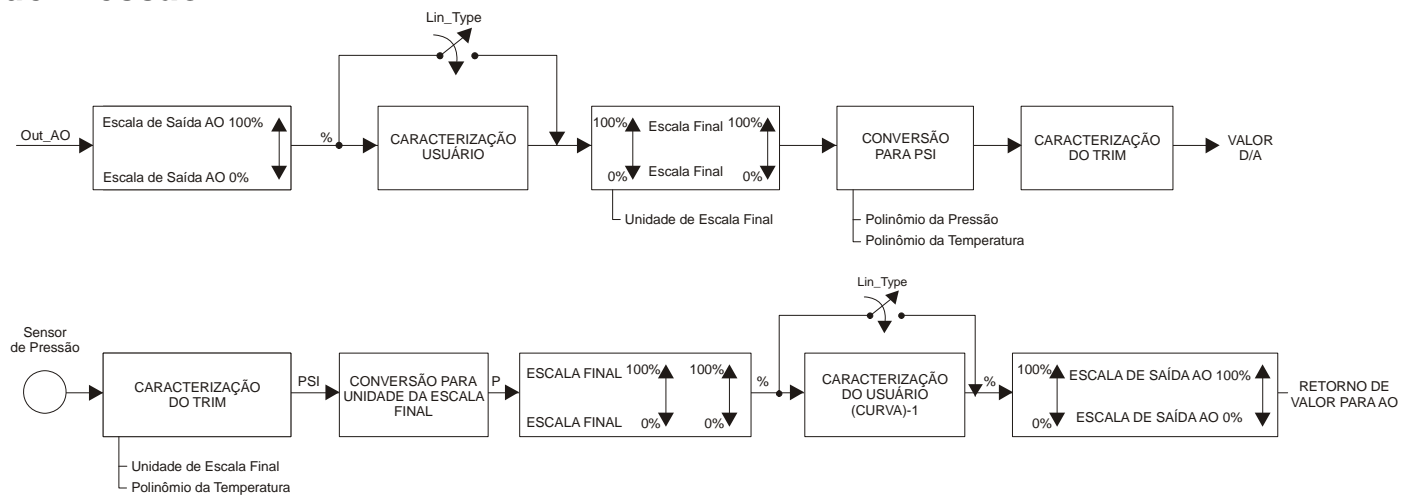 Lin_Type
Out_AO
Escala de Saída AO 100%
Escala de Saída AO 0%
%
CARACTERIZAÇÃO
USUÁRIO
100% Escala Final 100%
0% Escala Final 0%
Unidade de Escala Final
CONVERSÃO
PARA PSI
Polinômio da Pressão
Polinômio da Temperatura
CARACTERIZAÇÃO
DO TRIM
VALOR
D/A
Sensor
de Pressão
CARACTERIZAÇÃO
DO TRIM
Unidade de Escala Final
Polinômio da Temperatura
PSI
CONVERSÃO PARA
UNIDADE DA ESCALA
FINAL
P
ESCALA FINAL 100% 100%
ESCALA FINAL 0% 0%
%
Lin_Type
CARACTERIZAÇÃO
DO USUÁRIO
(CURVA)-1
%
100% ESCALA DE SAÍDA AO 100%
0% ESCALA DE SAÍDA AO 0%
RETORNO DE
VALOR PARA AO